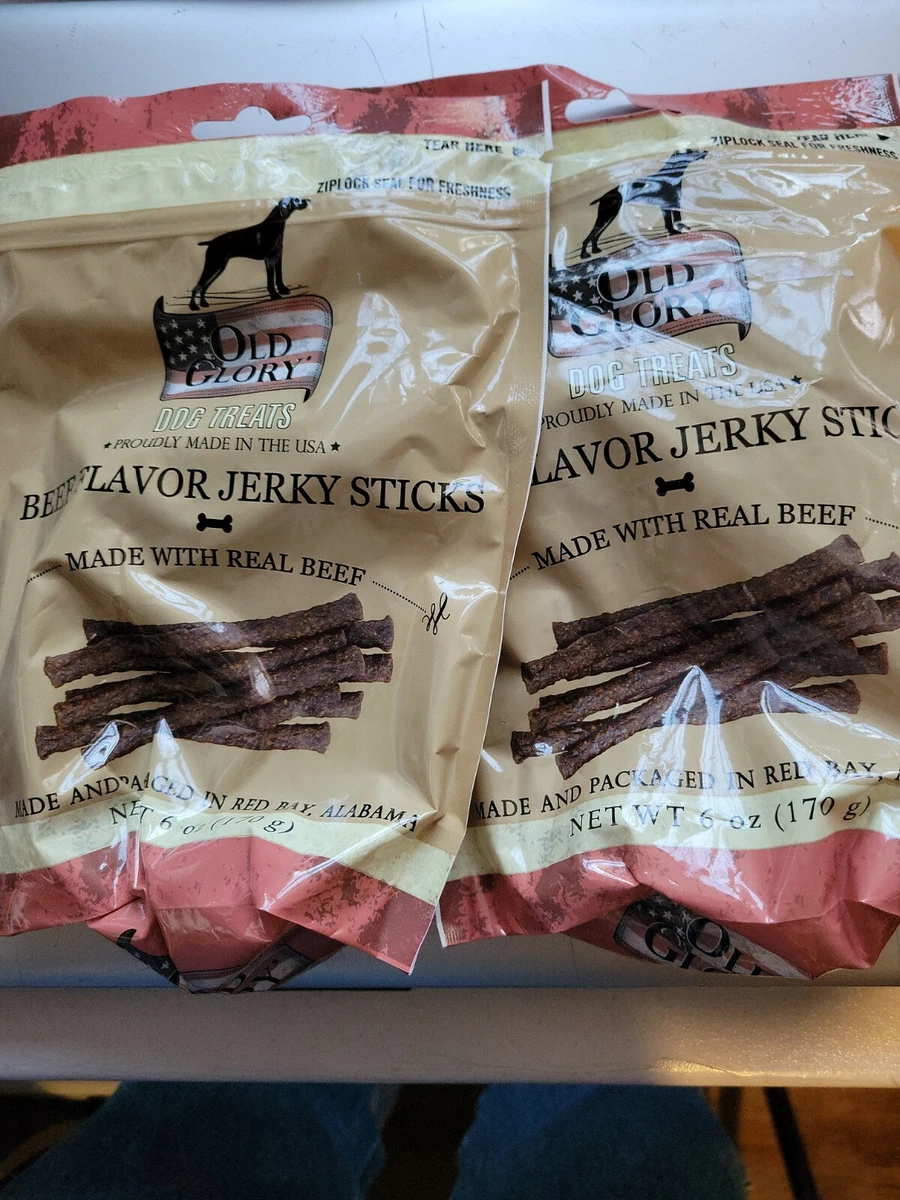 TEAR HERE
ZIPLOCK SEAL FOR FRESHNESS
OLD
GLORY
DOG TREATS
★PROUDLY MADE IN THE USA★
BEEF FLAVOR JERKY STICKS
MADE WITH REAL BEEF
MADE AND PACKAGED IN RED BAY, ALABAMA
NET 6 oz (170 g)
TEAR HERE
ZIPLOCK SEAL FOR FRESHNESS
OLD
GLORY
DOG TREATS
PROUDLY MADE IN THE USA★
LAVOR JERKY STIC
MADE WITH REAL BEEF
MADE AND PACKAGED IN RED BAY,
NET WT 6 oz (170 g)